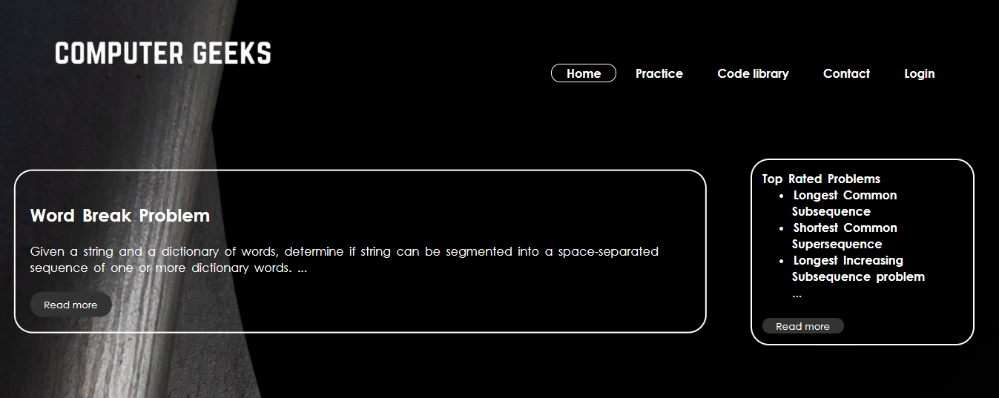 COMPUTER GEEKS
Home Practice Code library Contact Login
Word Break Problem
Given a string and a dictionary of words, determine if string can be segmented into a space-separated
sequence of one or more dictionary words. ...
Read more
Top Rated Problems
• Longest Common
Subsequence
• Shortest Common
Supersequence
• Longest Increasing
Subsequence problem
...
Read more